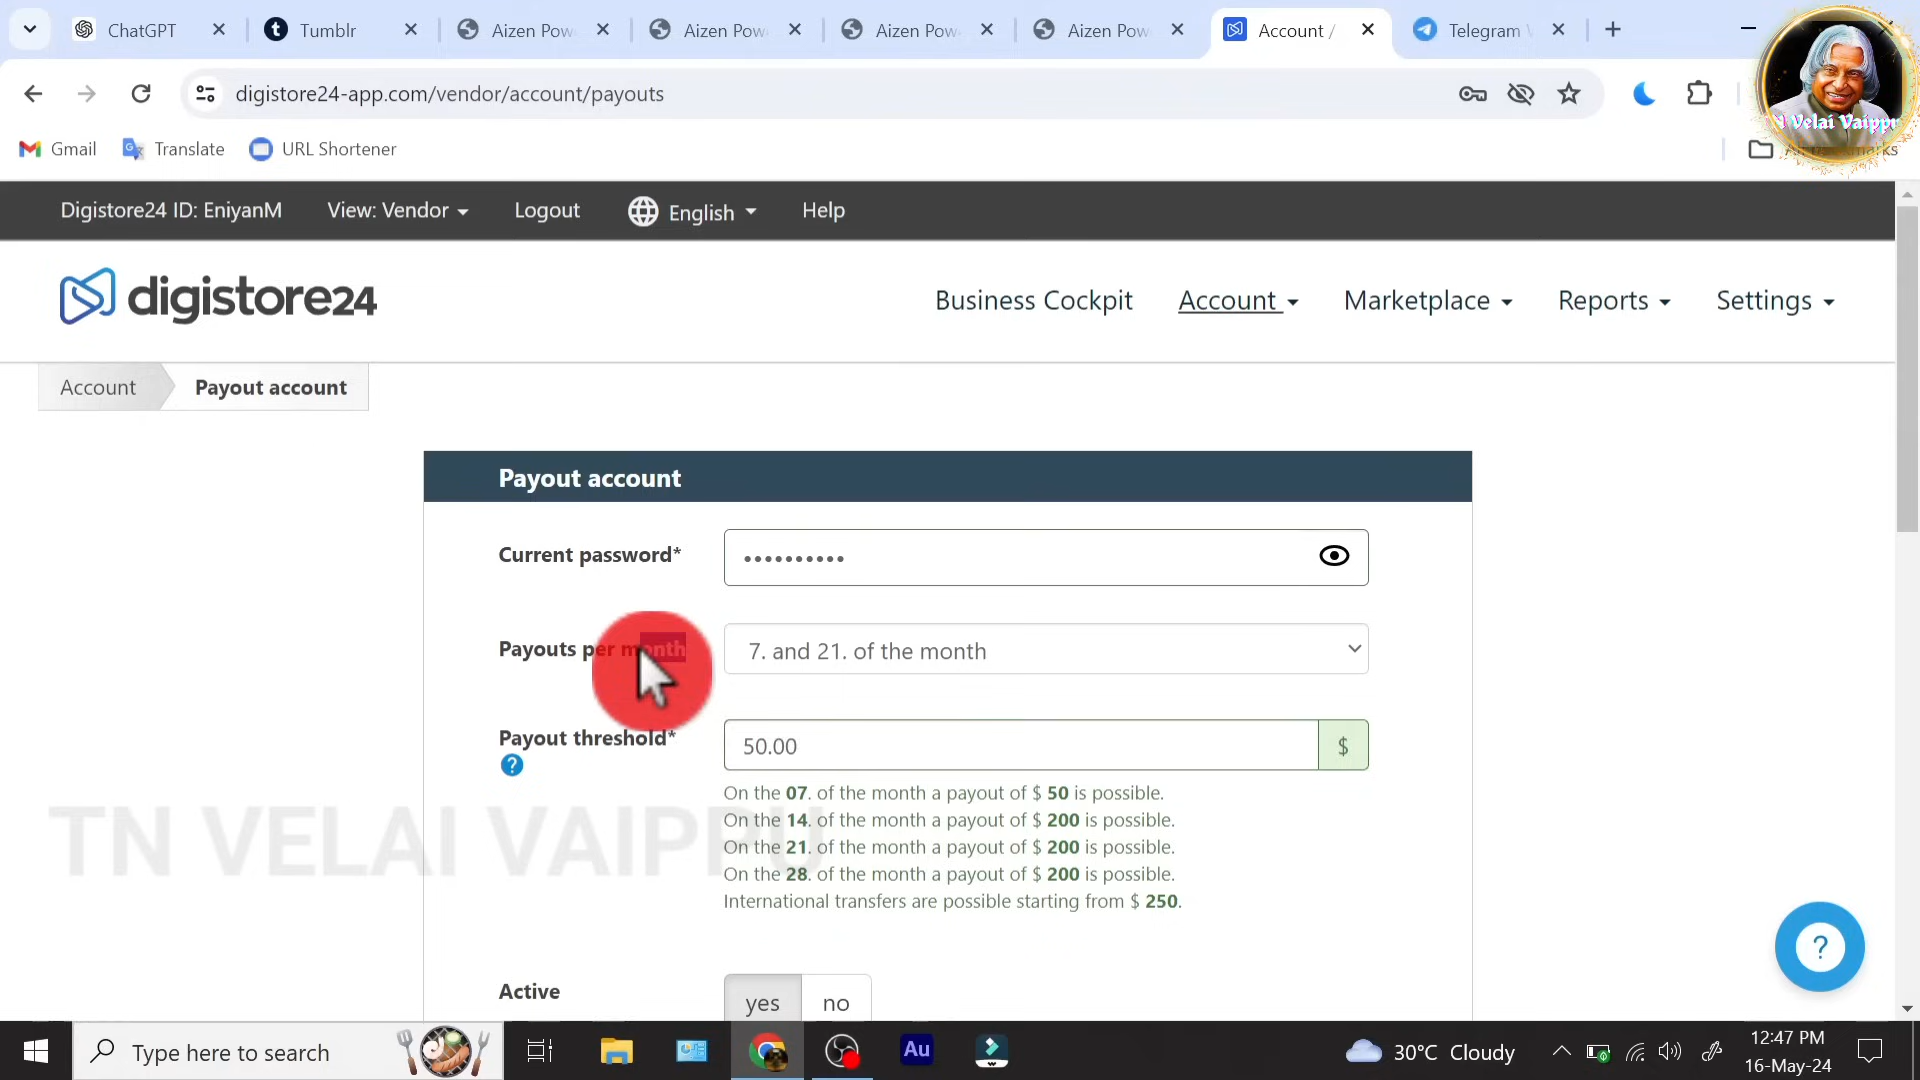 ChatGPT
Tumblr
Aizen Pow
Aizen Pow
Aizen Pow
Aizen Pow
Account /
Telegram
digistore24-app.com/vendor/account/payouts
N Velai Vaippu
Gmail
Translate
URL Shortener
Digistore24 ID: EniyanM
View: Vendor
Logout
English
Help
digistore24
Business Cockpit
Account
Marketplace
Reports
Settings
Account
Payout account
Payout account
Current password*
••••••••••
Payouts per month
7. and 21. of the month
Payout threshold*
?
50.00
$
On the 07. of the month a payout of $ 50 is possible.
On the 14. of the month a payout of $ 200 is possible.
On the 21. of the month a payout of $ 200 is possible.
On the 28. of the month a payout of $ 200 is possible.
International transfers are possible starting from $ 250.
TN VELAI VAIPPU
?
Active
yes
no
Type here to search
Au
30°C Cloudy
12:47 PM
16-May-24